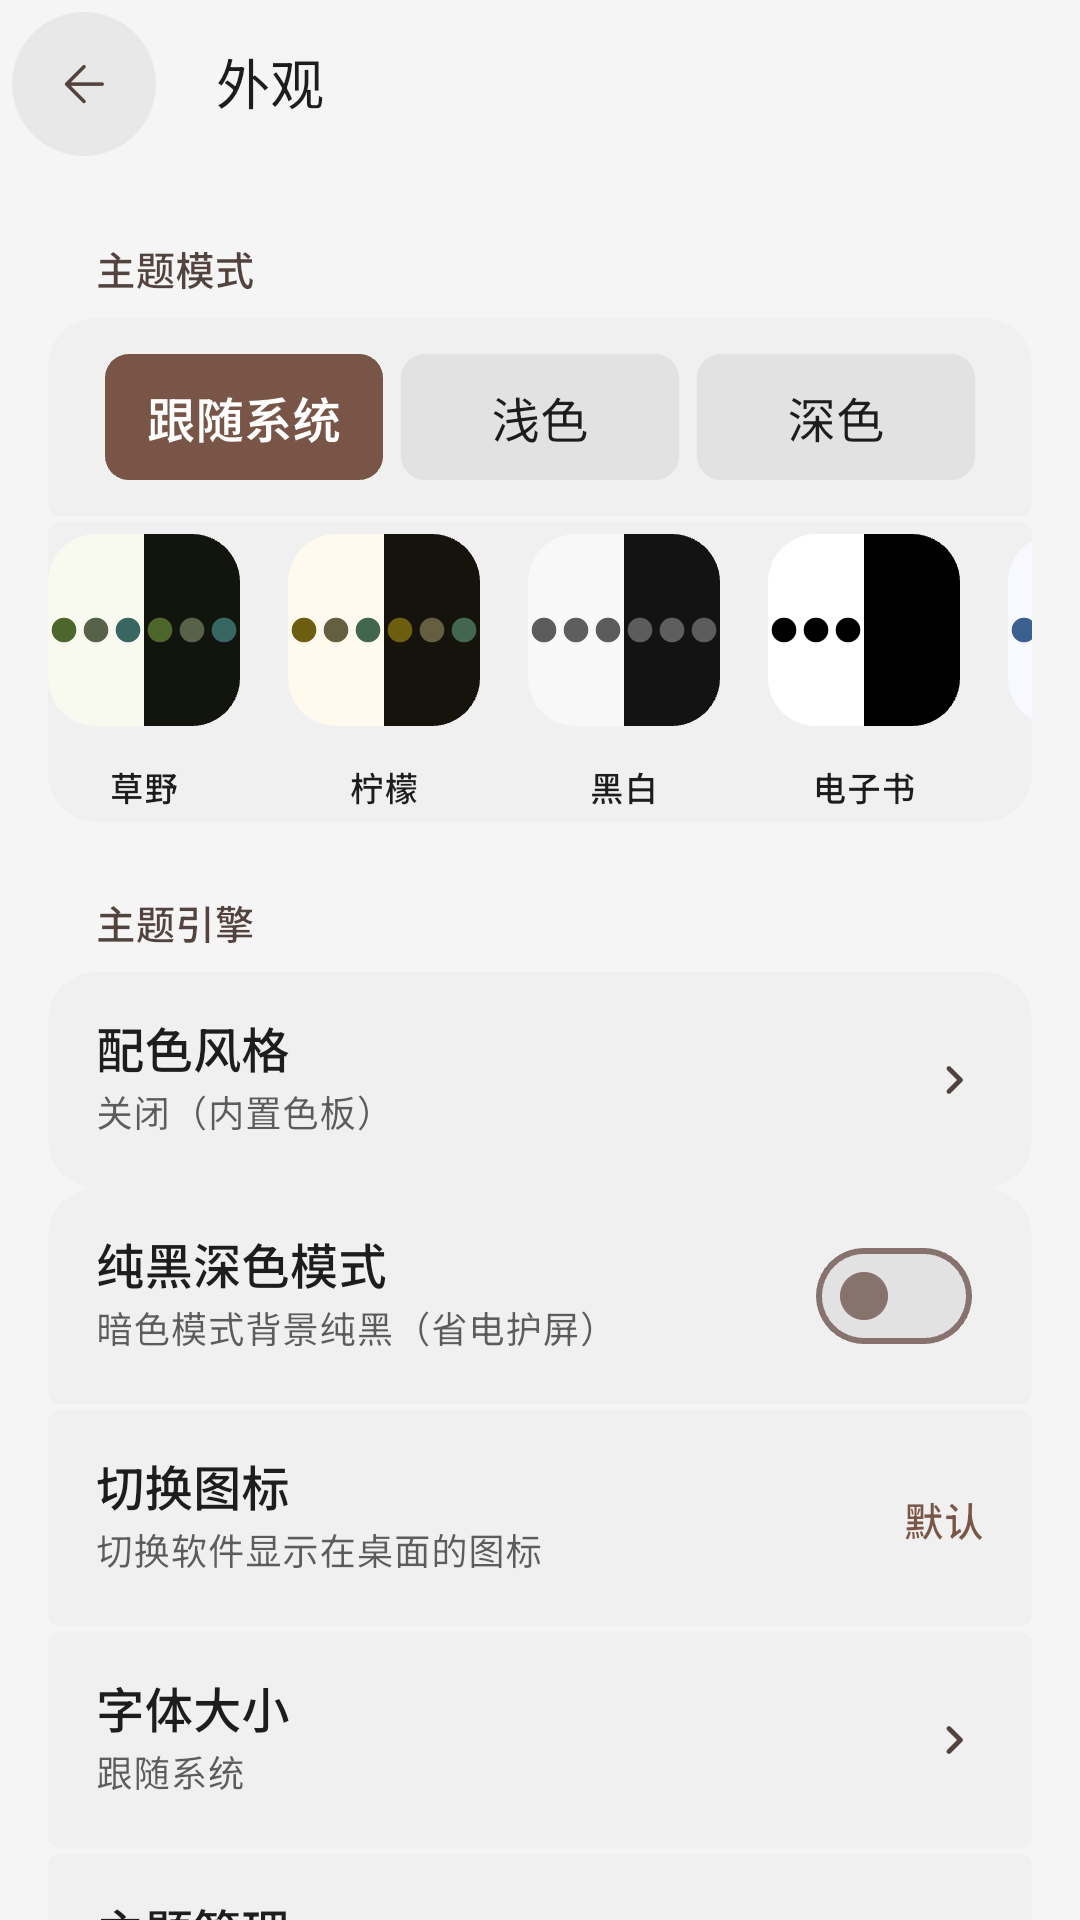 外观
主题模式
跟随系统
浅色
深色
草野
柠檬
黑白
电子书
主题引擎
配色风格
关闭（内置色板）
纯黑深色模式
暗色模式背景纯黑（省电护屏）
切换图标
切换软件显示在桌面的图标
默认
字体大小
跟随系统
主题管理